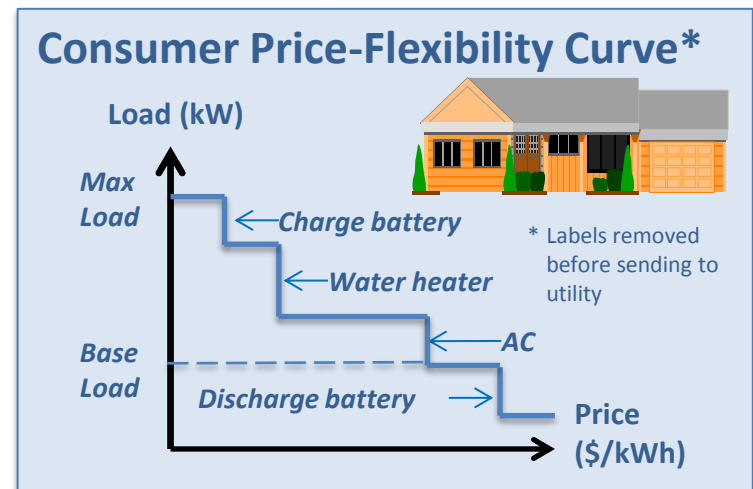 Consumer Price-Flexibility Curve*
Load (kW)
Max
Load
Charge battery
* Labels removed
before sending to
utility
Water heater
AC
Base
Load
Discharge battery
Price
($/kWh)